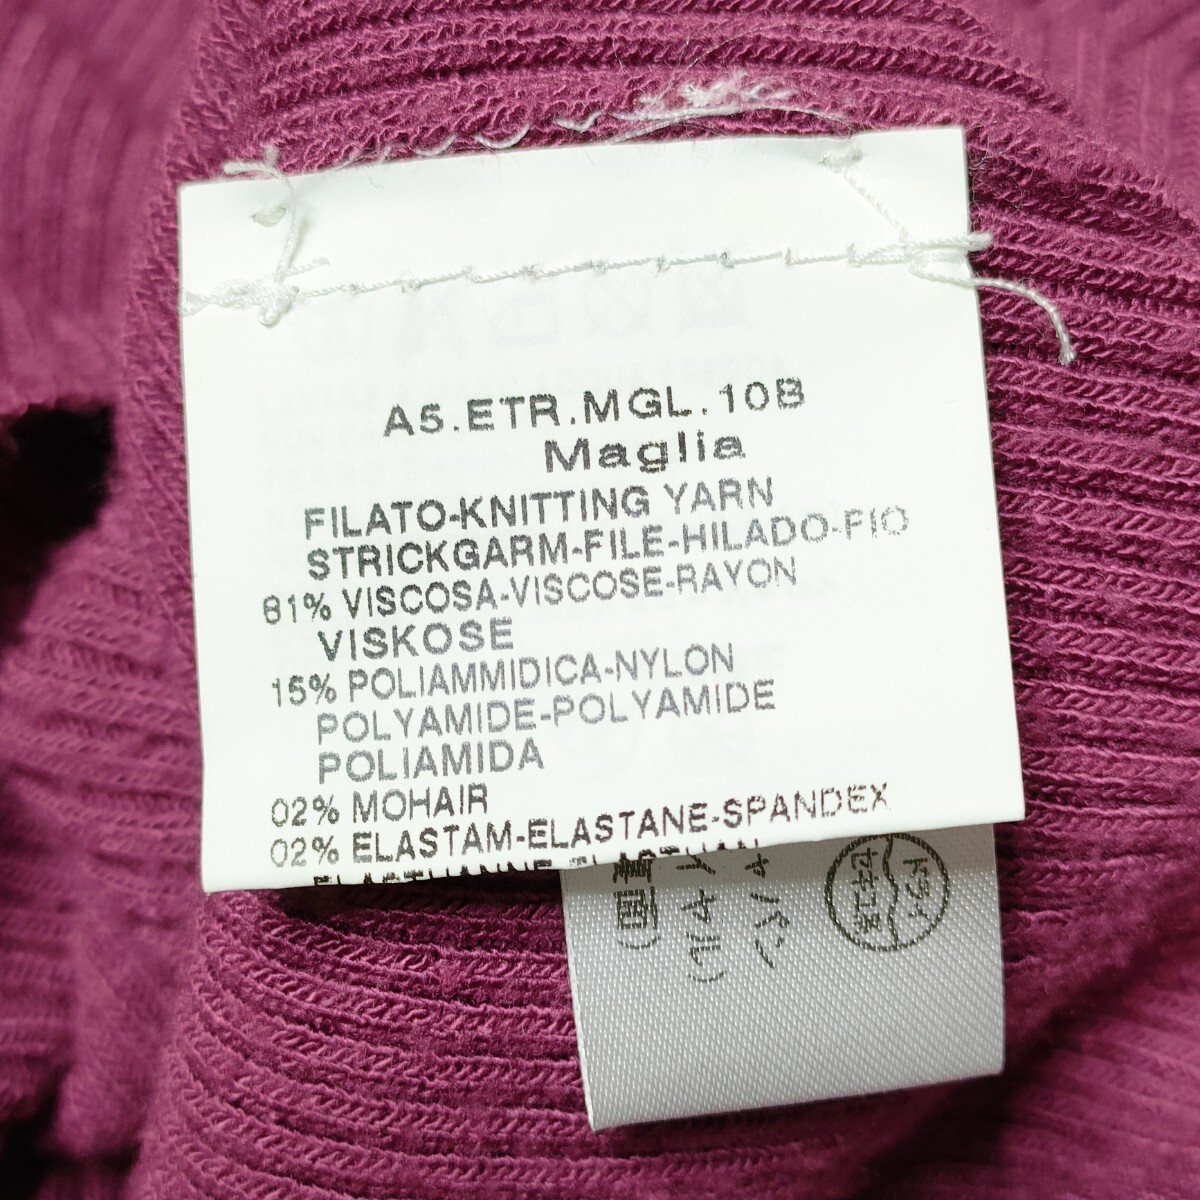 A5.ETR.MGL.10B
Maglia
FILATO-KNITTING YARN
STRICKGARM-FILE-HILADO-FIO
81% VISCOSA-VISCOSE-RAYON
VISKOSE
15% POLIAMMIDICA-NYLON
POLYAMIDE-POLYAMIDE
POLIAMIDA
02% MOHAIR
02% ELASTAM-ELASTANE-SPANDEX